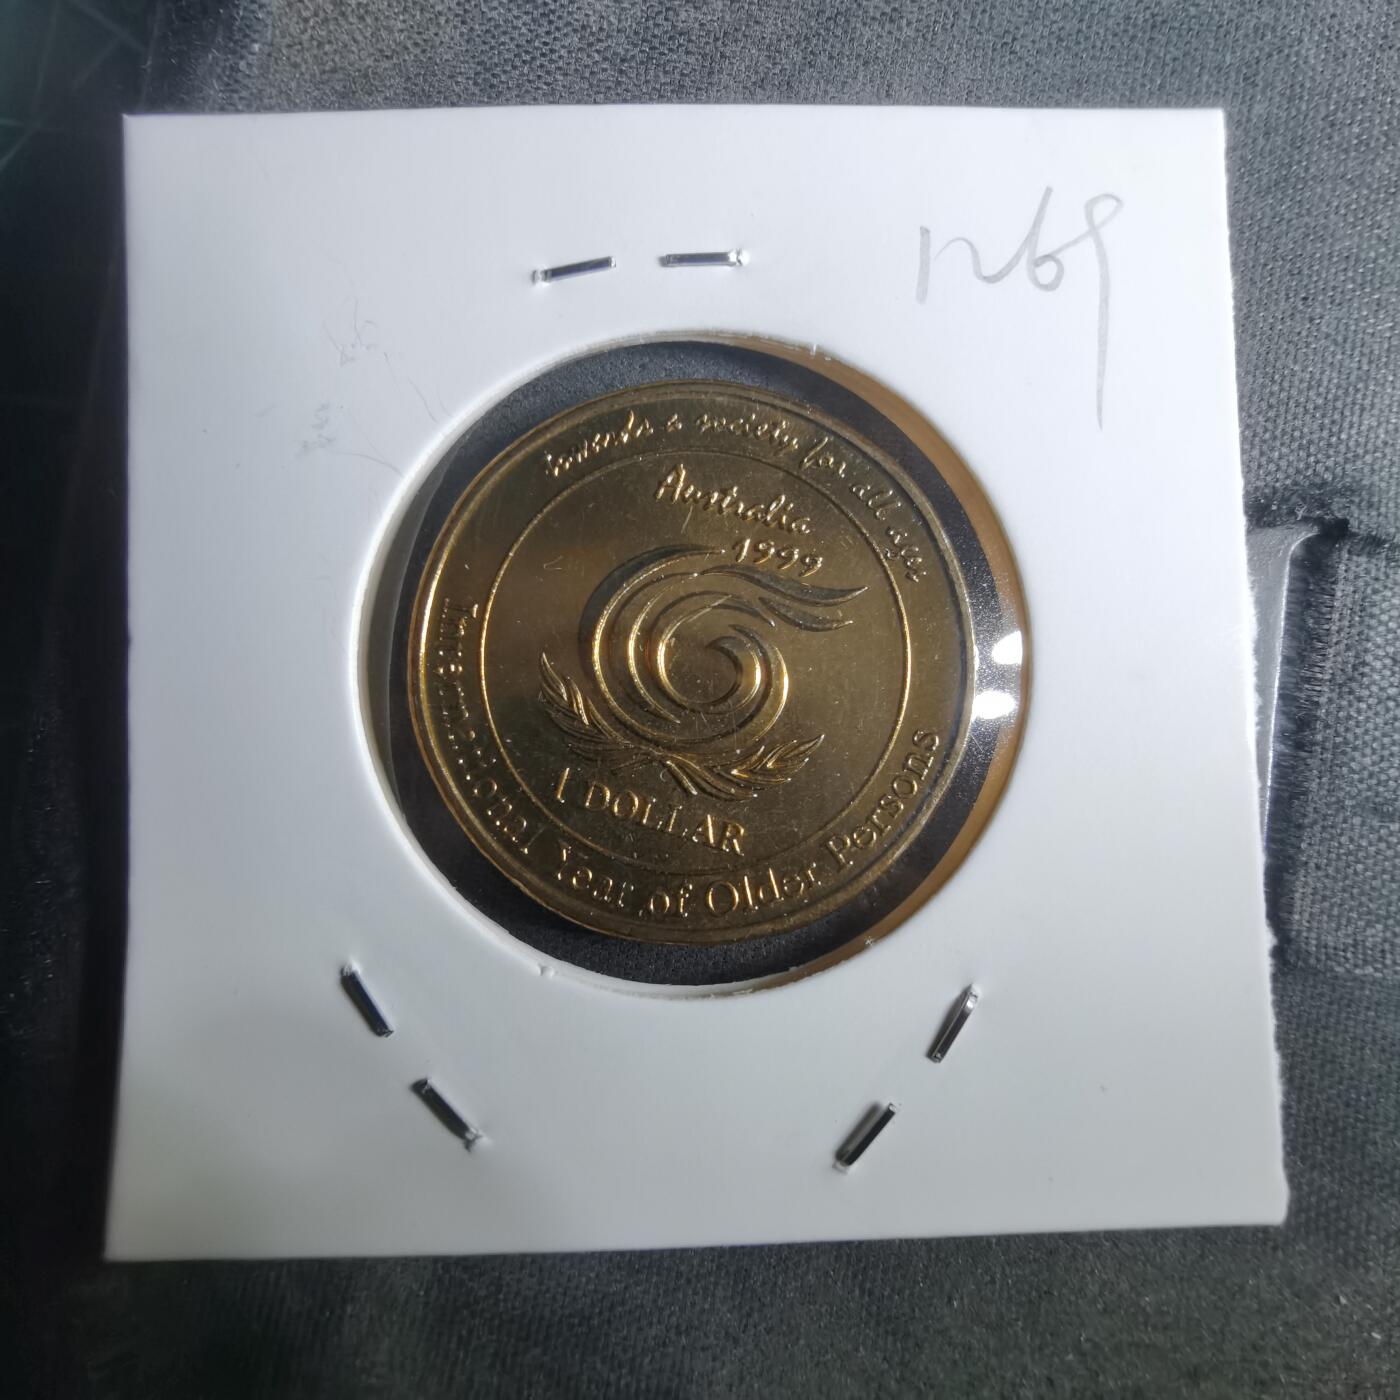 towards a society for all ages
Australia
1999
1 DOLLAR
International Year of Older Persons